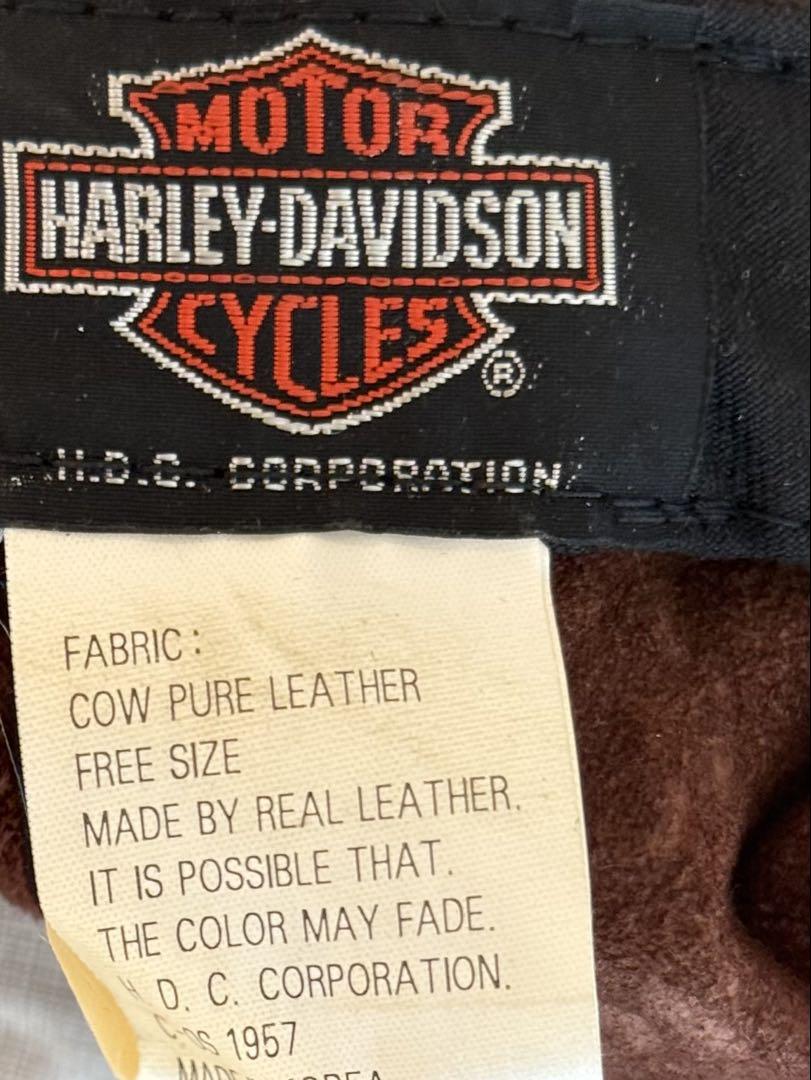 MOTOR
HARLEY-DAVIDSON
CYCLES
®
H.D.C. CORPORATION
FABRIC :
COW PURE LEATHER
FREE SIZE
MADE BY REAL LEATHER.
IT IS POSSIBLE THAT.
THE COLOR MAY FADE.
H. D. C. CORPORATION.
1957